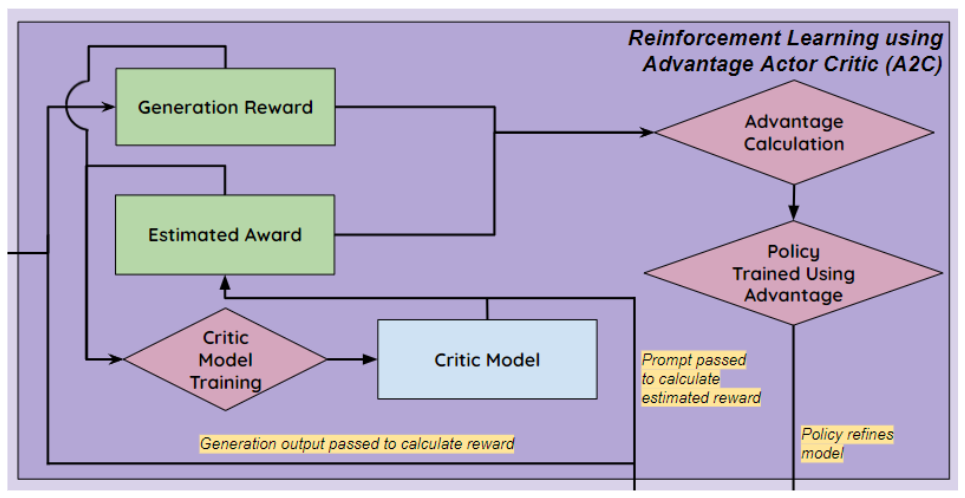 Reinforcement Learning using
Advantage Actor Critic (A2C)
Generation Reward
Advantage
Calculation
Estimated Award
Policy
Trained Using
Advantage
Critic
Model
Training
Critic Model
Prompt passed
to calculate
estimated reward
Generation output passed to calculate reward
Policy refines
model